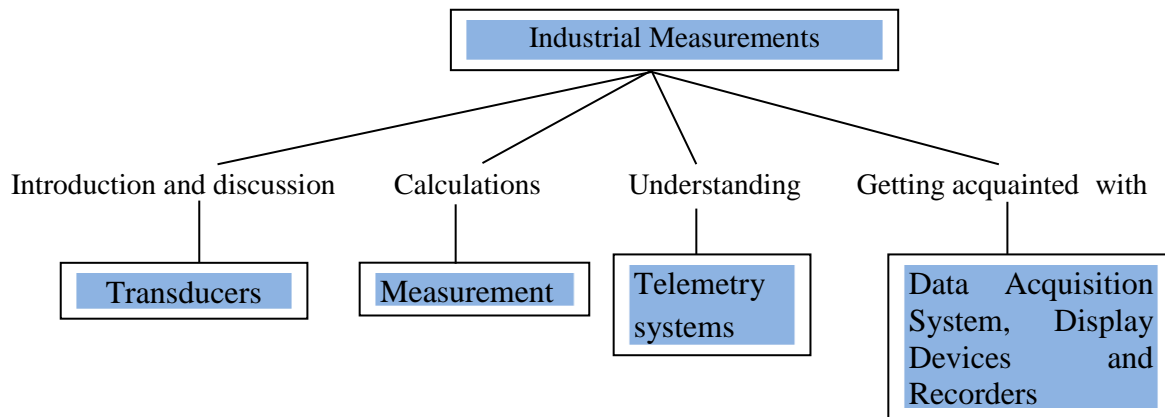 Industrial Measurements
Introduction and discussion
Calculations
Understanding
Getting acquainted with
Transducers
Measurement
Telemetry
systems
Data Acquisition
System, Display
Devices and
Recorders